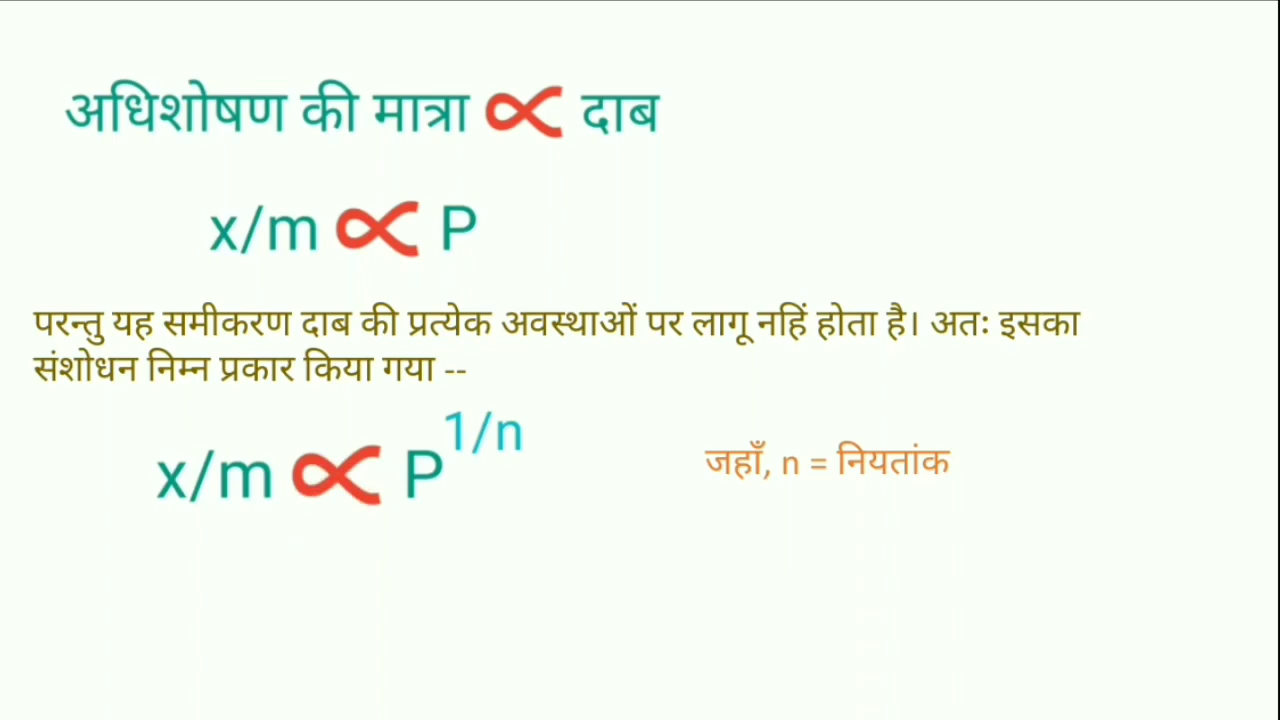 अधिशोषण की मात्रा ∝ दाब
x/m ∝ P
परन्तु यह समीकरण दाब की प्रत्येक अवस्थाओं पर लागू नहिं होता है। अतः इसका
संशोधन निम्न प्रकार किया गया --
x/m ∝ P^1/n
जहाँ, n = नियतांक